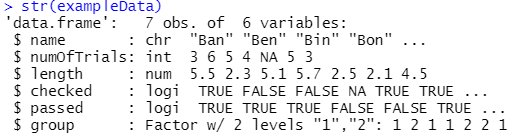 > str(exampleData)
'data.frame':   7 obs. of  6 variables:
 $ name       : chr  "Ban" "Ben" "Bin" "Bon" ...
 $ numOfTrials: int  3 6 5 4 NA 5 3
 $ length     : num  5.5 2.3 5.1 5.7 2.5 2.1 4.5
 $ checked    : logi  TRUE FALSE FALSE NA TRUE TRUE ...
 $ passed     : logi  TRUE TRUE TRUE FALSE FALSE TRUE ...
 $ group      : Factor w/ 2 levels "1","2": 1 2 1 1 2 2 1